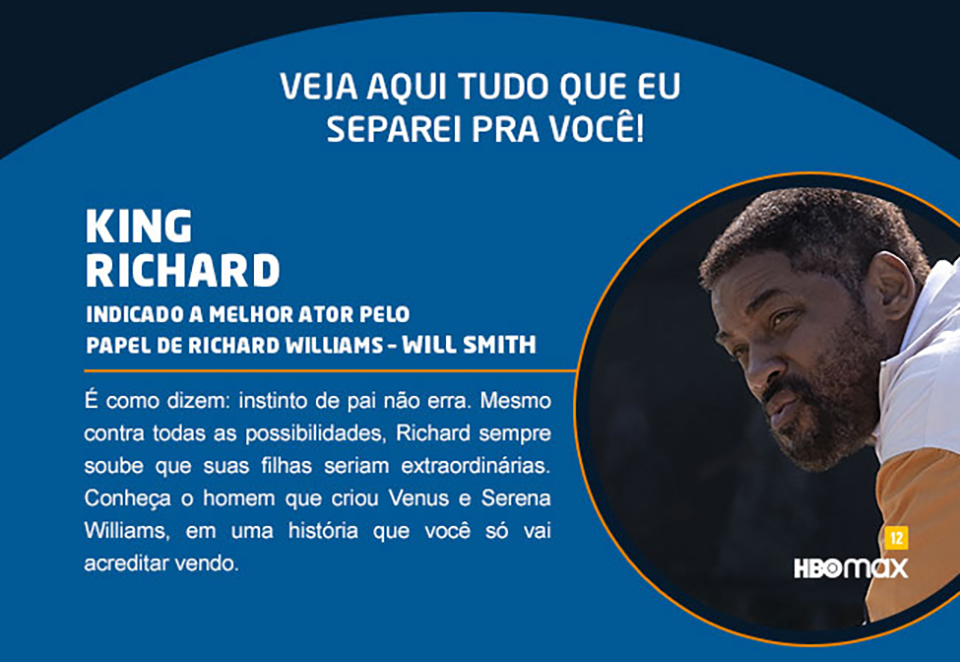 VEJA AQUI TUDO QUE EU
SEPAREI PRA VOCÊ!
KING
RICHARD
INDICADO A MELHOR ATOR PELO
PAPEL DE RICHARD WILLIAMS – WILL SMITH
É como dizem: instinto de pai não erra. Mesmo
contra todas as possibilidades, Richard sempre
soube que suas filhas seriam extraordinárias.
Conheça o homem que criou Venus e Serena
Williams, em uma história que você só vai
acreditar vendo.
12
HBOmax